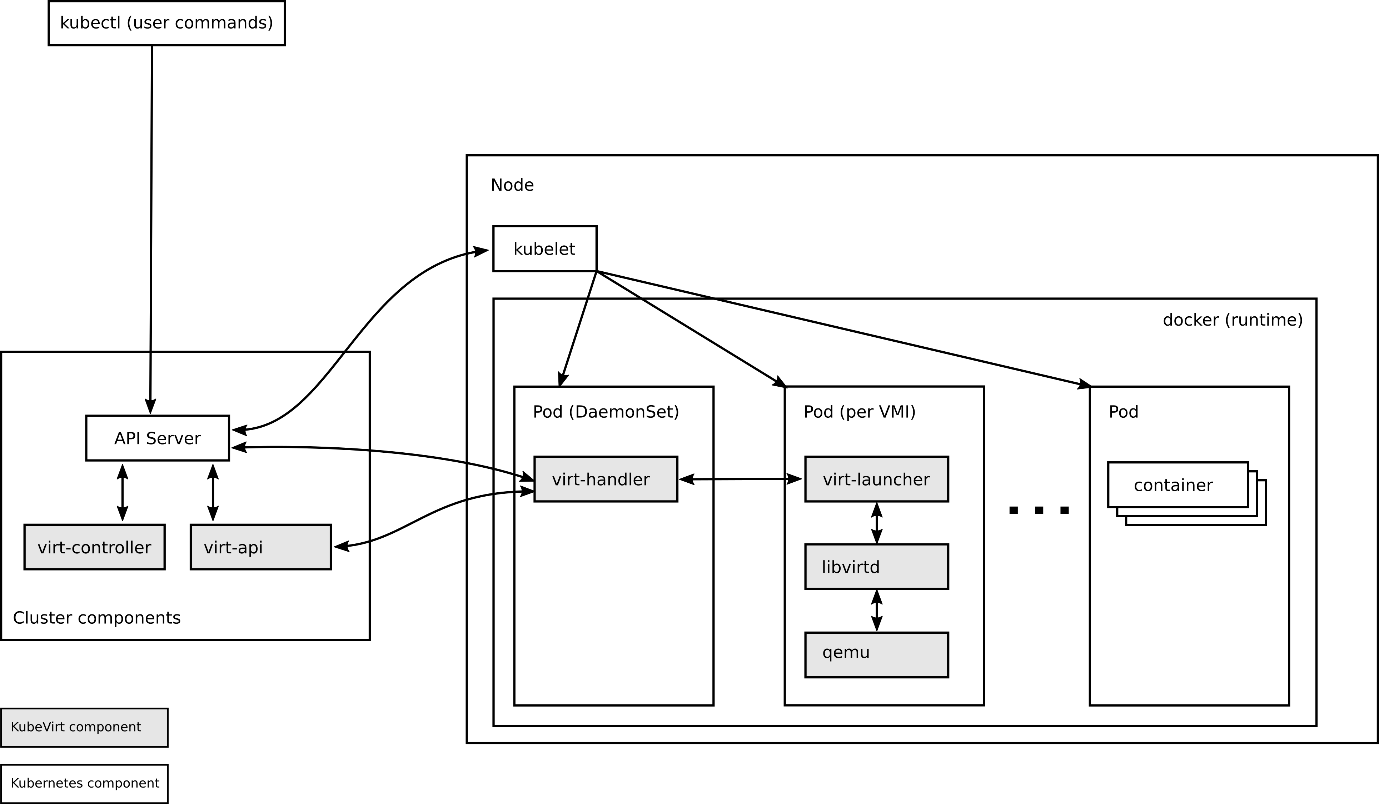 kubectl (user commands)
Node
kubelet
docker (runtime)
Pod (DaemonSet)
Pod (per VMI)
Pod
API Server
virt-handler
virt-launcher
container
virt-controller
virt-api
libvirtd
Cluster components
qemu
KubeVirt component
Kubernetes component